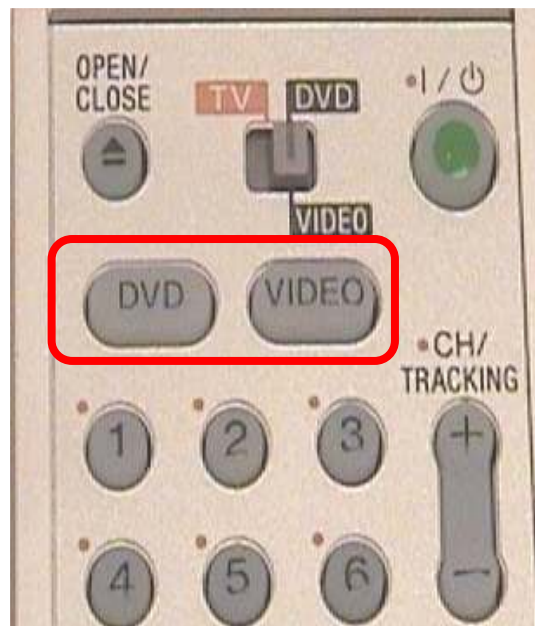 OPEN/
CLOSE
TV DVD
I/⏻
VIDEO
DVD VIDEO
CH/
TRACKING
1 2 3 +
4 5 6 −